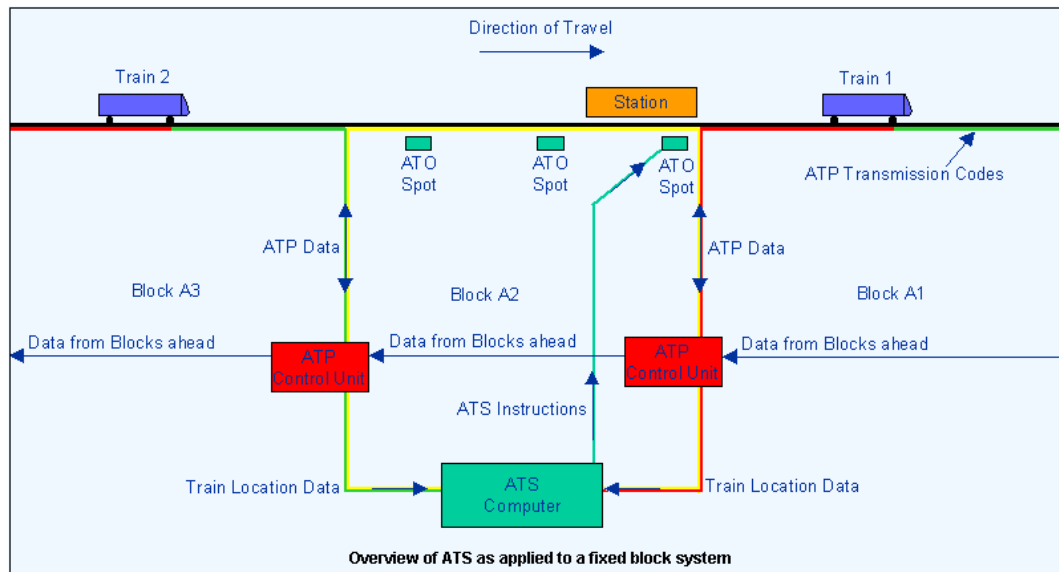 Direction of Travel
Train 2
Station
Train 1
ATO
Spot
ATO
Spot
ATO
Spot
ATP Transmission Codes
ATP Data
ATP Data
Block A3
Block A2
Block A1
Data from Blocks ahead
Data from Blocks ahead
Data from Blocks ahead
ATP
Control Unit
ATP
Control Unit
ATS Instructions
Train Location Data
ATS
Computer
Train Location Data
Overview of ATS as applied to a fixed block system